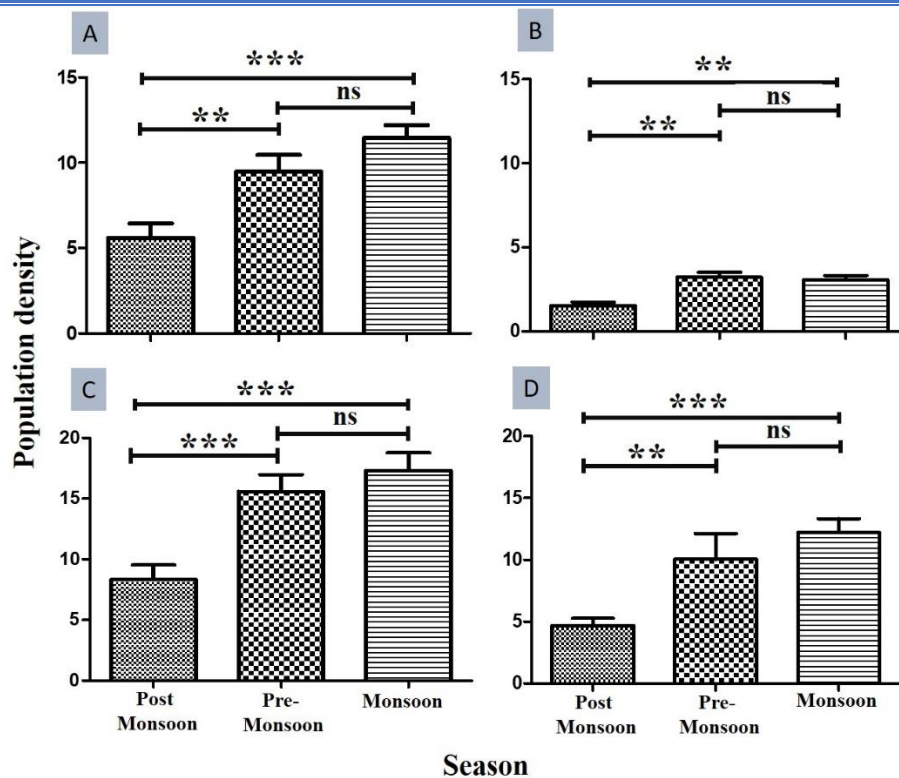 A
***
ns
**
15
10
5
0
B
**
ns
**
15
10
5
0
Population density
C
***
ns
***
20
15
10
5
0
Post
Monsoon
Pre-
Monsoon
Monsoon
D
***
ns
**
20
15
10
5
0
Post
Monsoon
Pre-
Monsoon
Monsoon
Season